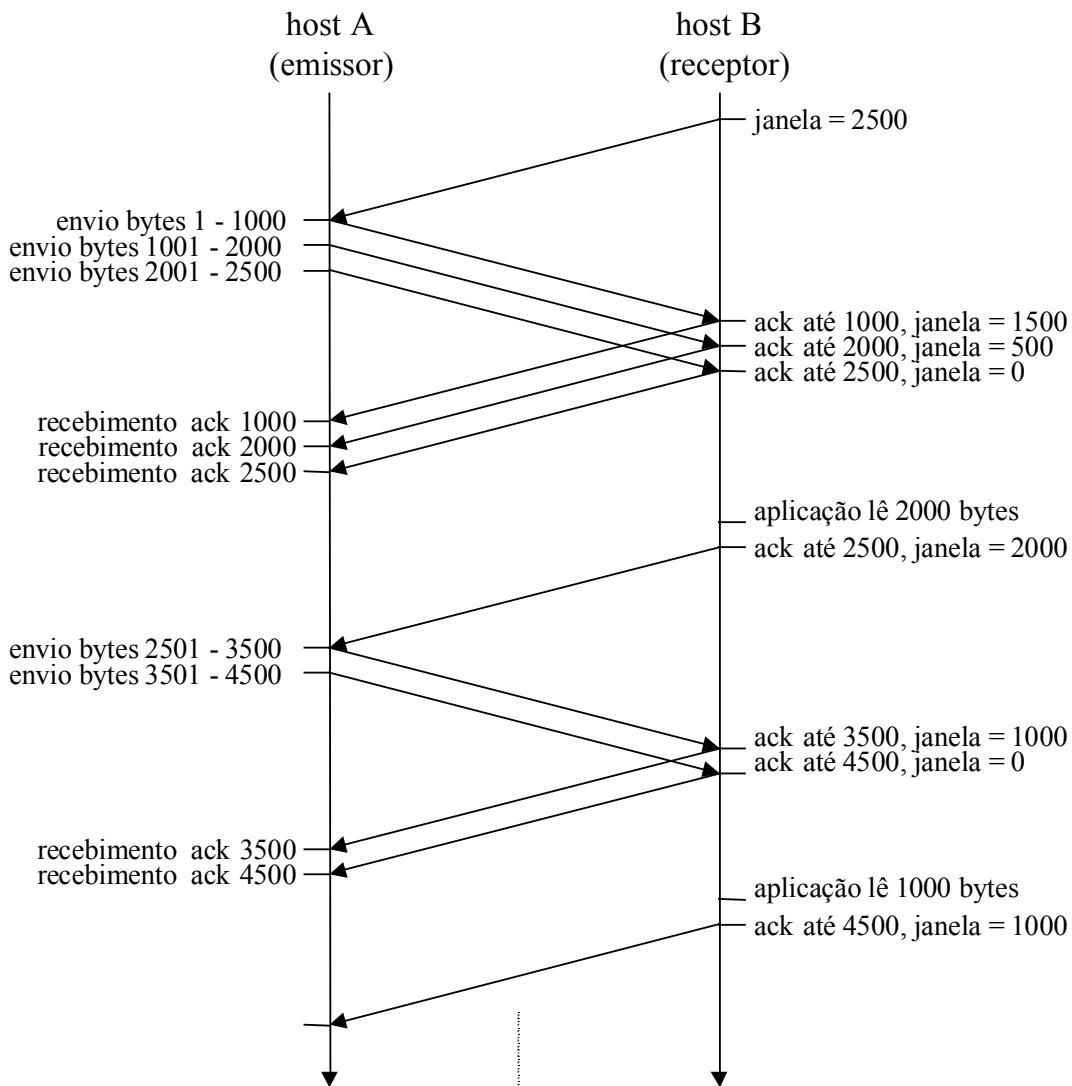 host A
(emissor)
host B
(receptor)
janela = 2500
envio bytes 1 - 1000
envio bytes 1001 - 2000
envio bytes 2001 - 2500
ack até 1000, janela = 1500
ack até 2000, janela = 500
ack até 2500, janela = 0
recebimento ack 1000
recebimento ack 2000
recebimento ack 2500
aplicação lê 2000 bytes
ack até 2500, janela = 2000
envio bytes 2501 - 3500
envio bytes 3501 - 4500
ack até 3500, janela = 1000
ack até 4500, janela = 0
recebimento ack 3500
recebimento ack 4500
aplicação lê 1000 bytes
ack até 4500, janela = 1000